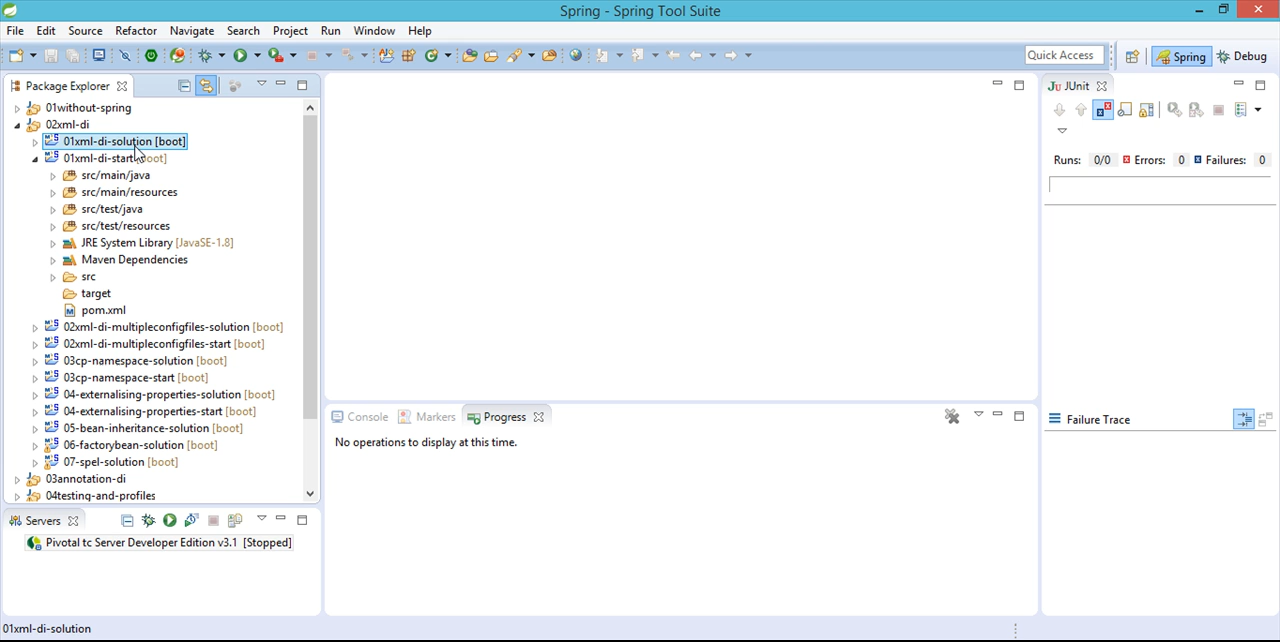 Spring - Spring Tool Suite
File Edit Source Refactor Navigate Search Project Run Window Help
Quick Access Spring Debug
Package Explorer
01without-spring
02xml-di
01xml-di-solution [boot]
01xml-di-start [boot]
src/main/java
src/main/resources
src/test/java
src/test/resources
JRE System Library [JavaSE-1.8]
Maven Dependencies
src
target
pom.xml
02xml-di-multipleconfigfiles-solution [boot]
02xml-di-multipleconfigfiles-start [boot]
03cp-namespace-solution [boot]
03cp-namespace-start [boot]
04-externalising-properties-solution [boot]
04-externalising-properties-start [boot]
05-bean-inheritance-solution [boot]
06-factorybean-solution [boot]
07-spel-solution [boot]
03annotation-di
04testing-and-profiles
Servers
Pivotal tc Server Developer Edition v3.1 [Stopped]
Console Markers Progress
No operations to display at this time.
JUnit
Runs: 0/0 Errors: 0 Failures: 0
Failure Trace
01xml-di-solution